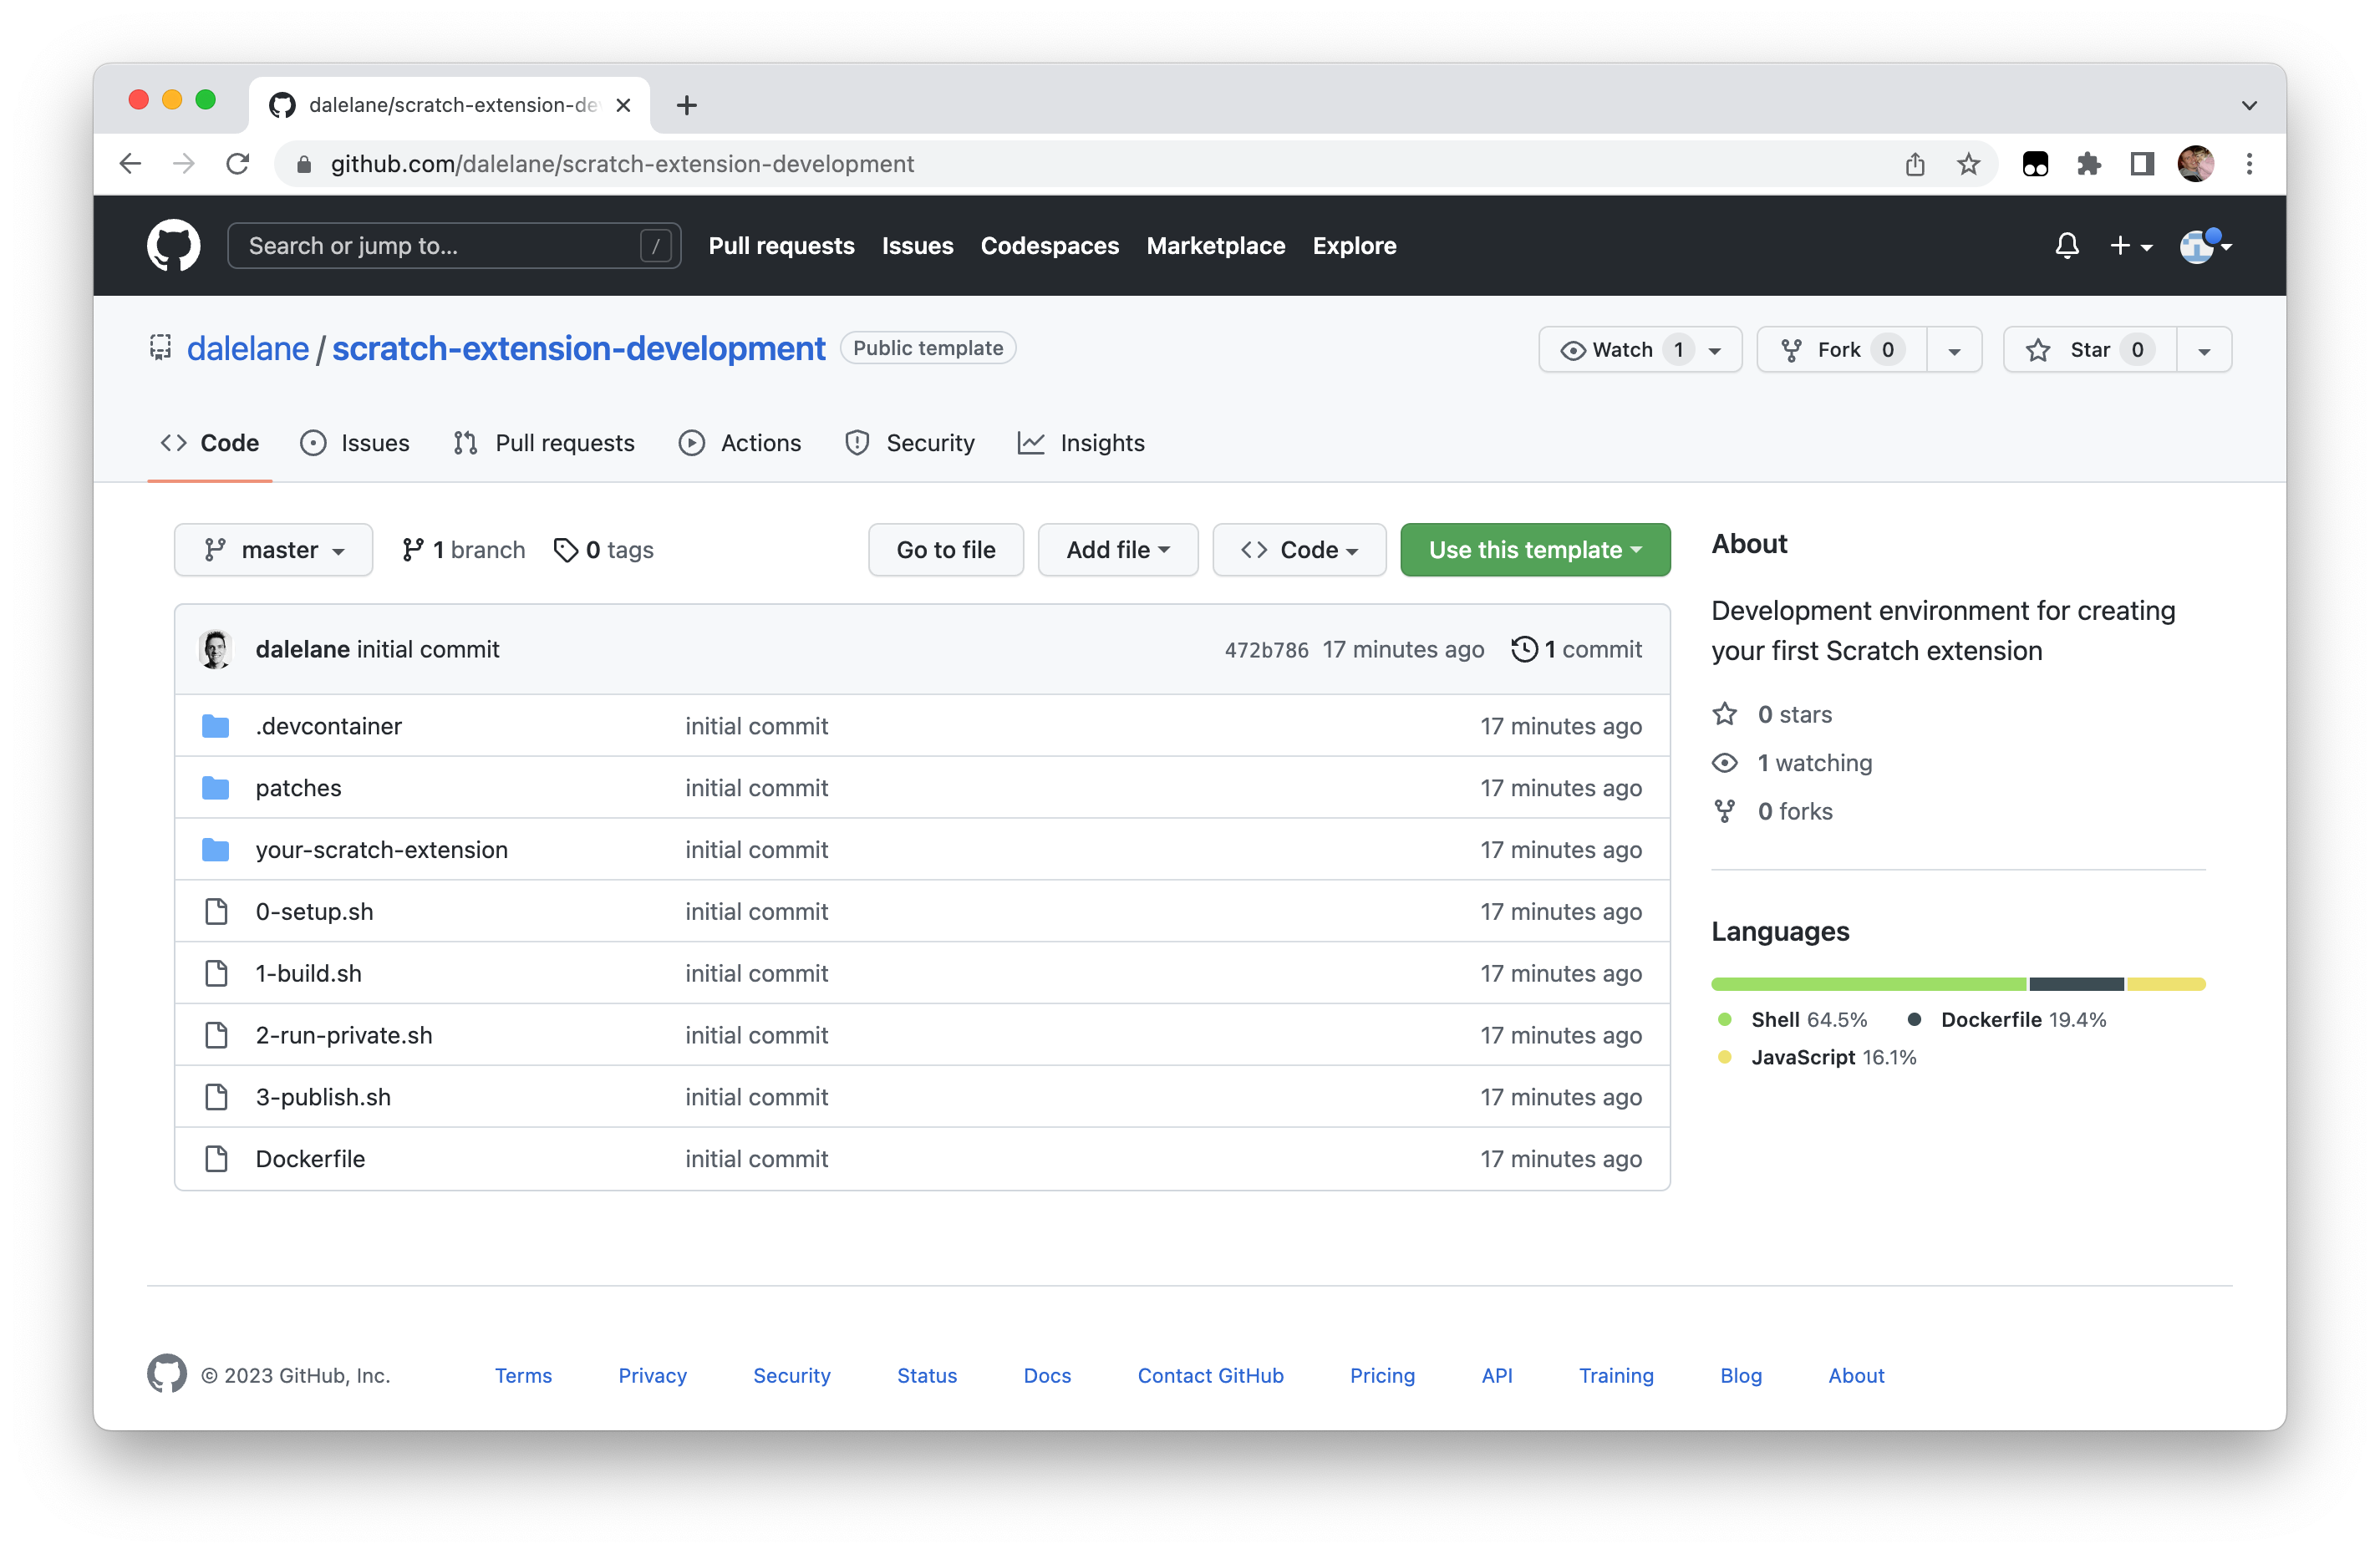 dalelane/scratch-extension-de
github.com/dalelane/scratch-extension-development
Search or jump to... / Pull requests Issues Codespaces Marketplace Explore
dalelane / scratch-extension-development Public template Watch 1 Fork 0 Star 0
Code Issues Pull requests Actions Security Insights
master 1 branch 0 tags Go to file Add file Code Use this template
dalelane initial commit 472b786 17 minutes ago 1 commit
.devcontainer initial commit 17 minutes ago
patches initial commit 17 minutes ago
your-scratch-extension initial commit 17 minutes ago
0-setup.sh initial commit 17 minutes ago
1-build.sh initial commit 17 minutes ago
2-run-private.sh initial commit 17 minutes ago
3-publish.sh initial commit 17 minutes ago
Dockerfile initial commit 17 minutes ago
About
Development environment for creating
your first Scratch extension
0 stars
1 watching
0 forks
Languages
Shell 64.5% Dockerfile 19.4%
JavaScript 16.1%
© 2023 GitHub, Inc. Terms Privacy Security Status Docs Contact GitHub Pricing API Training Blog About